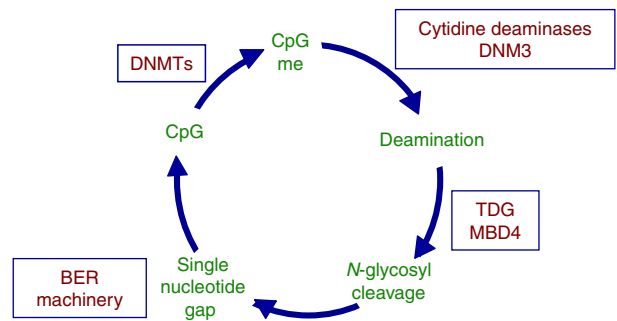 CpG
me
Cytidine deaminases
DNM3
Deamination
TDG
MBD4
N-glycosyl
cleavage
Single
nucleotide
gap
BER
machinery
CpG
DNMTs